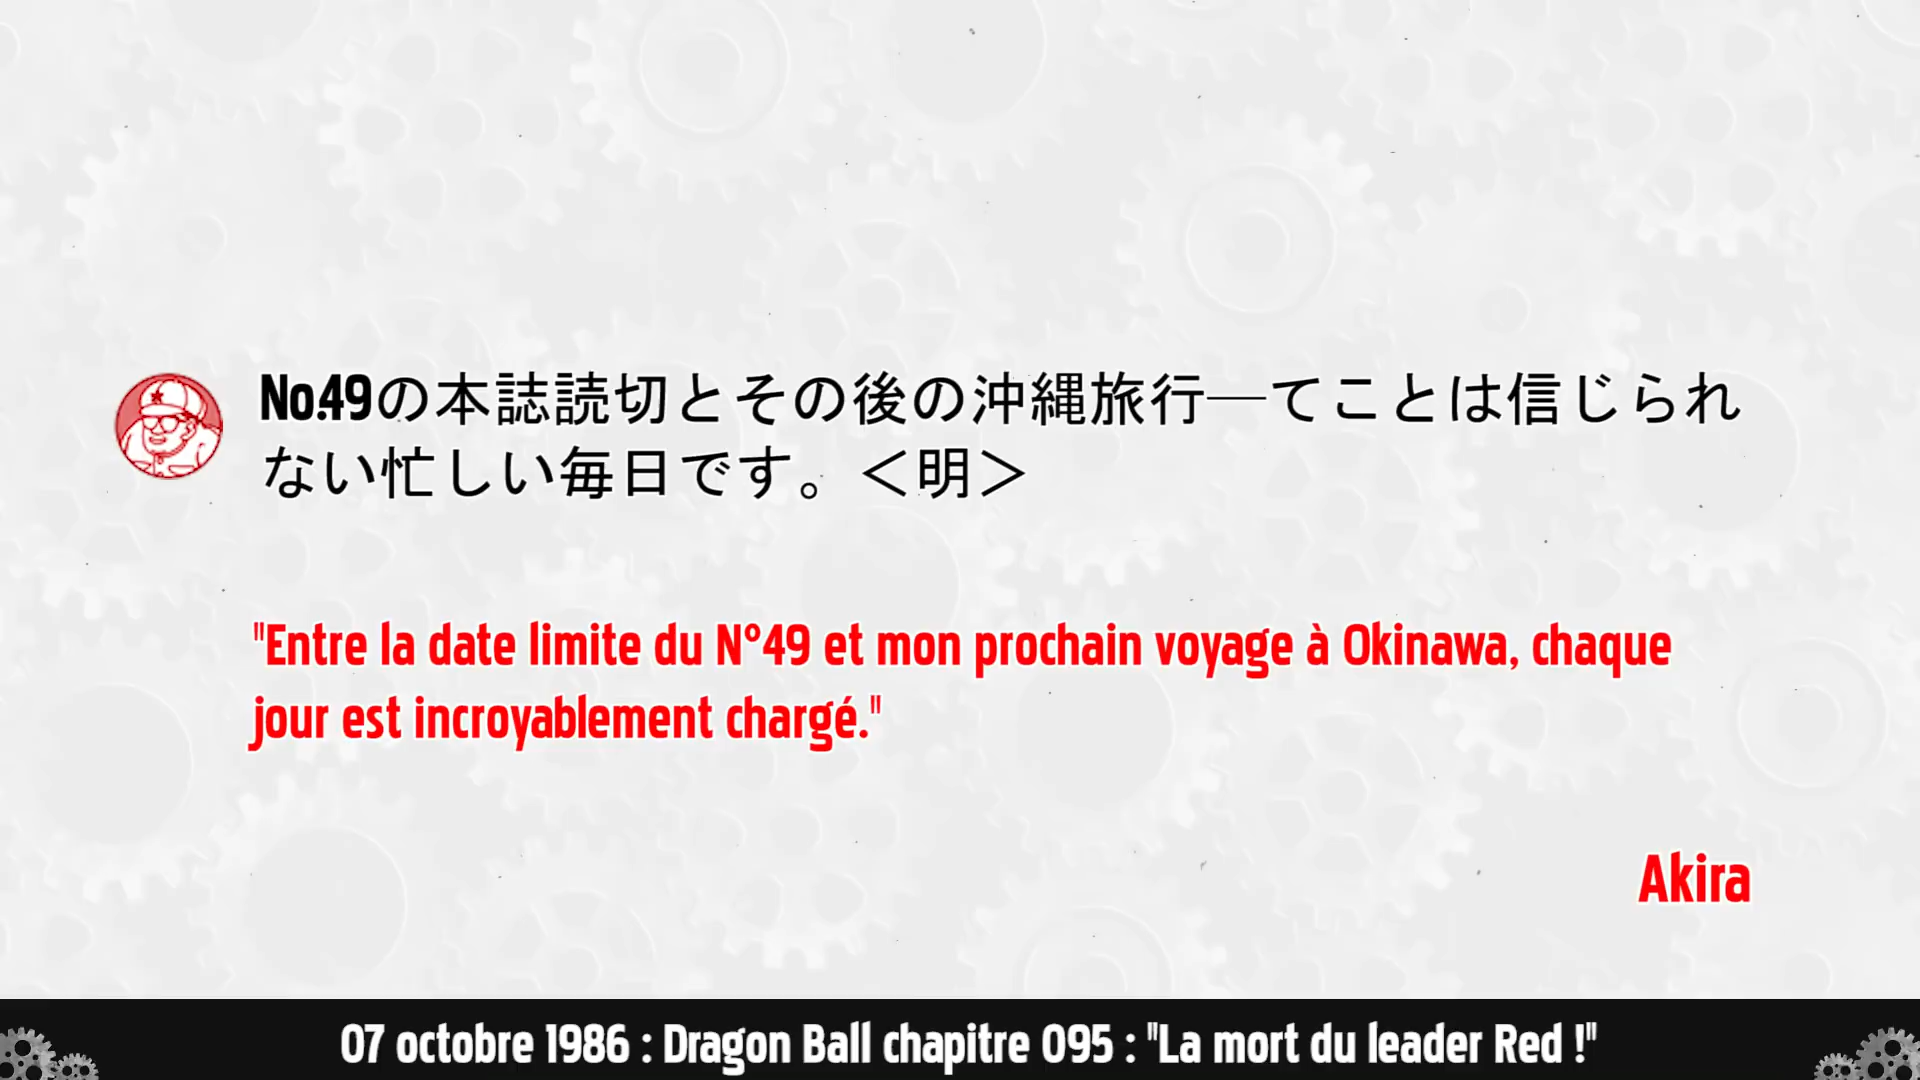 No.49の本誌読切とその後の沖縄旅行─てことは信じられ
ない忙しい毎日です。＜明＞
"Entre la date limite du N°49 et mon prochain voyage à Okinawa, chaque
jour est incroyablement chargé."
Akira
07 octobre 1986 : Dragon Ball chapitre 095 : "La mort du leader Red !"